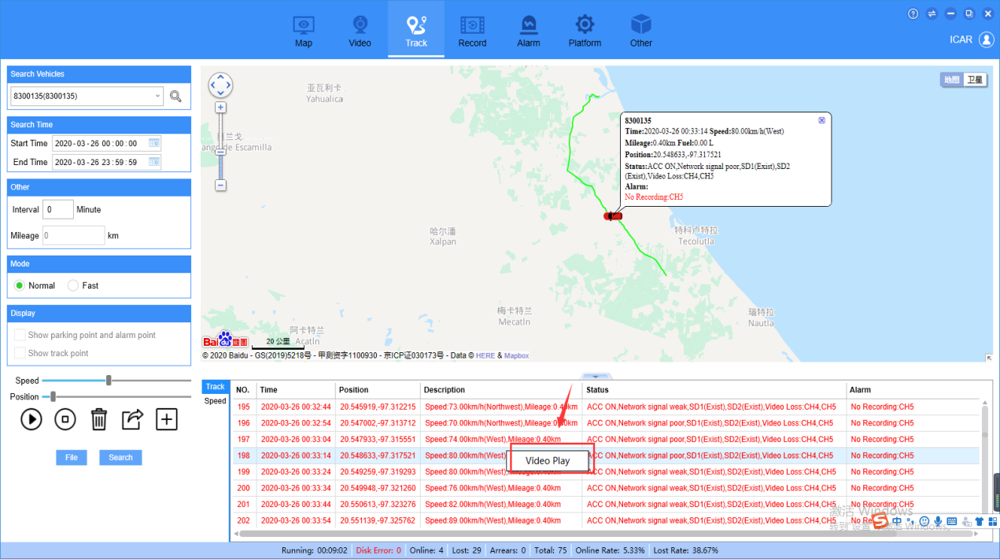 Map Video Track Record Alarm Platform Other
ICAR
Search Vehicles
8300135(8300135)
Search Time
Start Time 2020-03-26 00:00:00
End Time 2020-03-26 23:59:59
Other
Interval 0 Minute
Mileage 0 km
Mode
Normal Fast
Display
Show parking point and alarm point
Show track point
Speed
Position
File Search
亚瓦利卡
Yahualica
ango de Escamilla
哈尔潘
Xalpan
特科卢特拉
Tecolutla
梅卡特兰
Mecatln
阿卡特兰
Acatln
瑞特拉
Nautla
地图 卫星
8300135
Time:2020-03-26 00:33:14 Speed:80.00km/h(West)
Mileage:0.40km Fuel:0.00 L
Position:20.548633,-97.317521
Status:ACC ON,Network signal poor,SD1(Exist),SD2
(Exist),Video Loss:CH4,CH5
Alarm:
No Recording:CH5
Bai du 地图
20 公里
© 2020 Baidu - GS(2019)5218号 - 甲测资字1100930 - 京ICP证030173号 - Data © HERE & Mapbox
Track
Speed
NO. Time Position Description Status Alarm
195 2020-03-26 00:32:44 20.545919,-97.312215 Speed:73.00km/h(Northwest),Mileage:0.40km ACC ON,Network signal weak,SD1(Exist),SD2(Exist),Video Loss:CH4,CH5 No Recording:CH5
196 2020-03-26 00:32:54 20.547002,-97.313712 Speed:70.00km/h(Northwest),Mileage:0.40km ACC ON,Network signal poor,SD1(Exist),SD2(Exist),Video Loss:CH4,CH5 No Recording:CH5
197 2020-03-26 00:33:04 20.547933,-97.315551 Speed:74.00km/h(West),Mileage:0.40km ACC ON,Network signal poor,SD1(Exist),SD2(Exist),Video Loss:CH4,CH5 No Recording:CH5
198 2020-03-26 00:33:14 20.548633,-97.317521 Speed:80.00km/h(West) ACC ON,Network signal poor,SD1(Exist),SD2(Exist),Video Loss:CH4,CH5 No Recording:CH5
Video Play
199 2020-03-26 00:33:24 20.549259,-97.319293 Speed:80.00km/h(West),Mileage:0.40km ACC ON,Network signal weak,SD1(Exist),SD2(Exist),Video Loss:CH4,CH5 No Recording:CH5
200 2020-03-26 00:33:34 20.549948,-97.321260 Speed:76.00km/h(West),Mileage:0.40km ACC ON,Network signal weak,SD1(Exist),SD2(Exist),Video Loss:CH4,CH5 No Recording:CH5
201 2020-03-26 00:33:44 20.550613,-97.323276 Speed:82.00km/h(West),Mileage:0.40km ACC ON,Network signal weak,SD1(Exist),SD2(Exist),Video Loss:CH4,CH5 No Recording:CH5
202 2020-03-26 00:33:54 20.551139,-97.325762 Speed:89.00km/h(West),Mileage:0.40km ACC ON,Network signal weak,SD1(Exist),SD2(Exist),Video Loss:CH4,CH5 No Re
激活 Windows
中
Running: 00:09:02 Disk Error: 0 Online: 4 Lost: 29 Arrears: 0 Total: 75 Online Rate: 5.33% Lost Rate: 38.67%